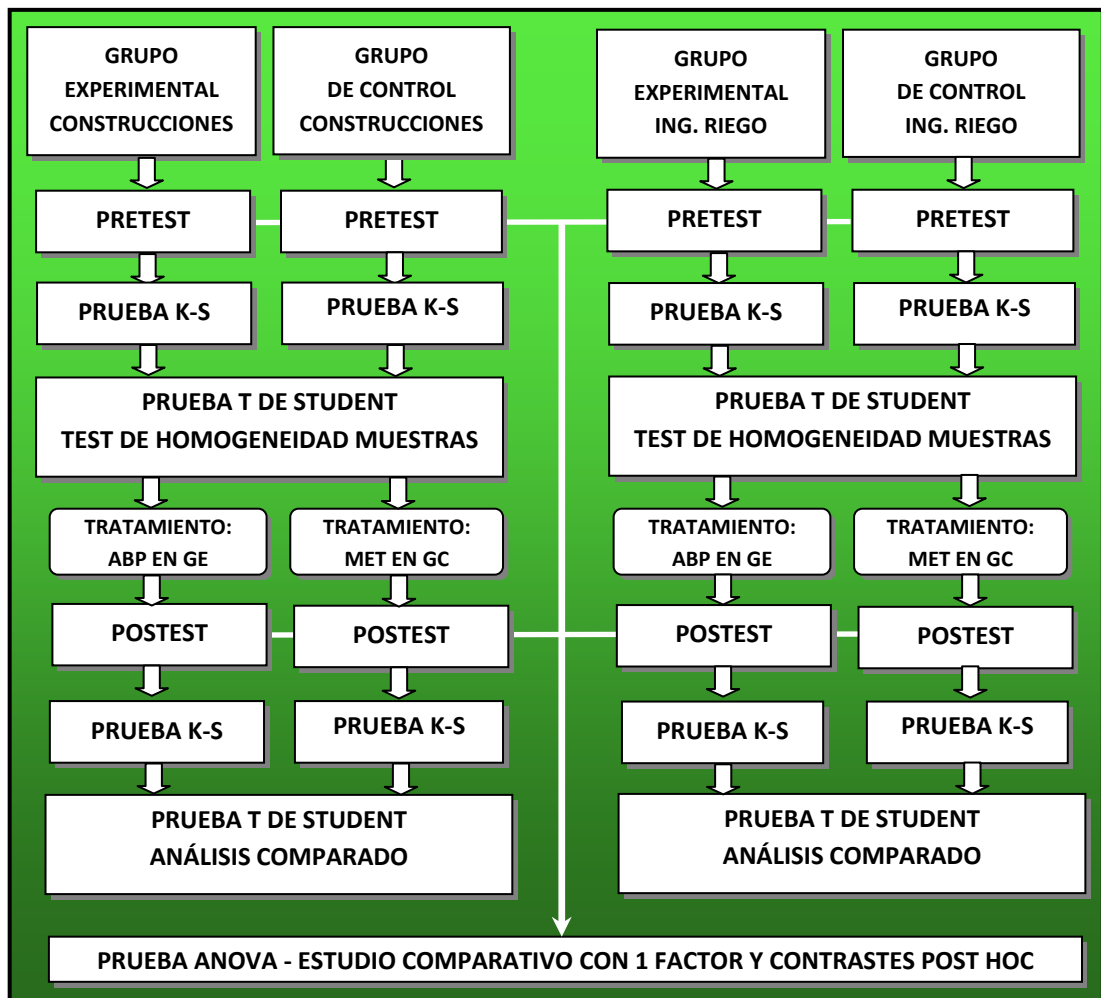 GRUPO
EXPERIMENTAL
CONSTRUCCIONES
GRUPO
DE CONTROL
CONSTRUCCIONES
GRUPO
EXPERIMENTAL
ING. RIEGO
GRUPO
DE CONTROL
ING. RIEGO
PRETEST
PRETEST
PRETEST
PRETEST
PRUEBA K-S
PRUEBA K-S
PRUEBA K-S
PRUEBA K-S
PRUEBA T DE STUDENT
TEST DE HOMOGENEIDAD MUESTRAS
PRUEBA T DE STUDENT
TEST DE HOMOGENEIDAD MUESTRAS
TRATAMIENTO:
ABP EN GE
TRATAMIENTO:
MET EN GC
TRATAMIENTO:
ABP EN GE
TRATAMIENTO:
MET EN GC
POSTEST
POSTEST
POSTEST
POSTEST
PRUEBA K-S
PRUEBA K-S
PRUEBA K-S
PRUEBA K-S
PRUEBA T DE STUDENT
ANÁLISIS COMPARADO
PRUEBA T DE STUDENT
ANÁLISIS COMPARADO
PRUEBA ANOVA - ESTUDIO COMPARATIVO CON 1 FACTOR Y CONTRASTES POST HOC